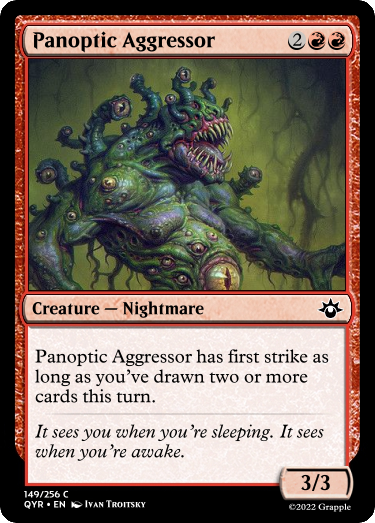 Panoptic Aggressor 2
Creature — Nightmare
Panoptic Aggressor has first strike as
long as you've drawn two or more
cards this turn.
It sees you when you're sleeping. It sees
when you're awake.
3/3
149/256 C
QYR • EN Ivan Troitsky
©2022 Grapple